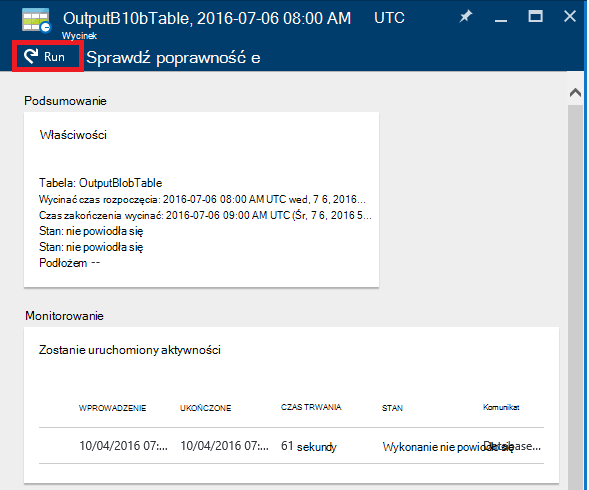 OutputB10bTable, 2016-07-06 08:00 AM UTC
Wycinek
Run Sprawdź poprawność e
Podsumowanie
Właściwości
Tabela: OutputBlobTable
Wycinać czas rozpoczęcia: 2016-07-06 08:00 AM UTC wed, 7 6, 2016...
Czas zakończenia wycinać: 2016-07-06 09:00 AM UTC (Śr, 7 6, 2016 5...
Stan: nie powiodła się
Stan: nie powiodła się
Podłożem --
Monitorowanie
Zostanie uruchomiony aktywności
WPROWADZENIE UKOŃCZONE CZAS TRWANIA STAN Komunikat
10/04/2016 07:... 10/04/2016 07:... 61 sekundy Wykonanie nie powiodło się Database...